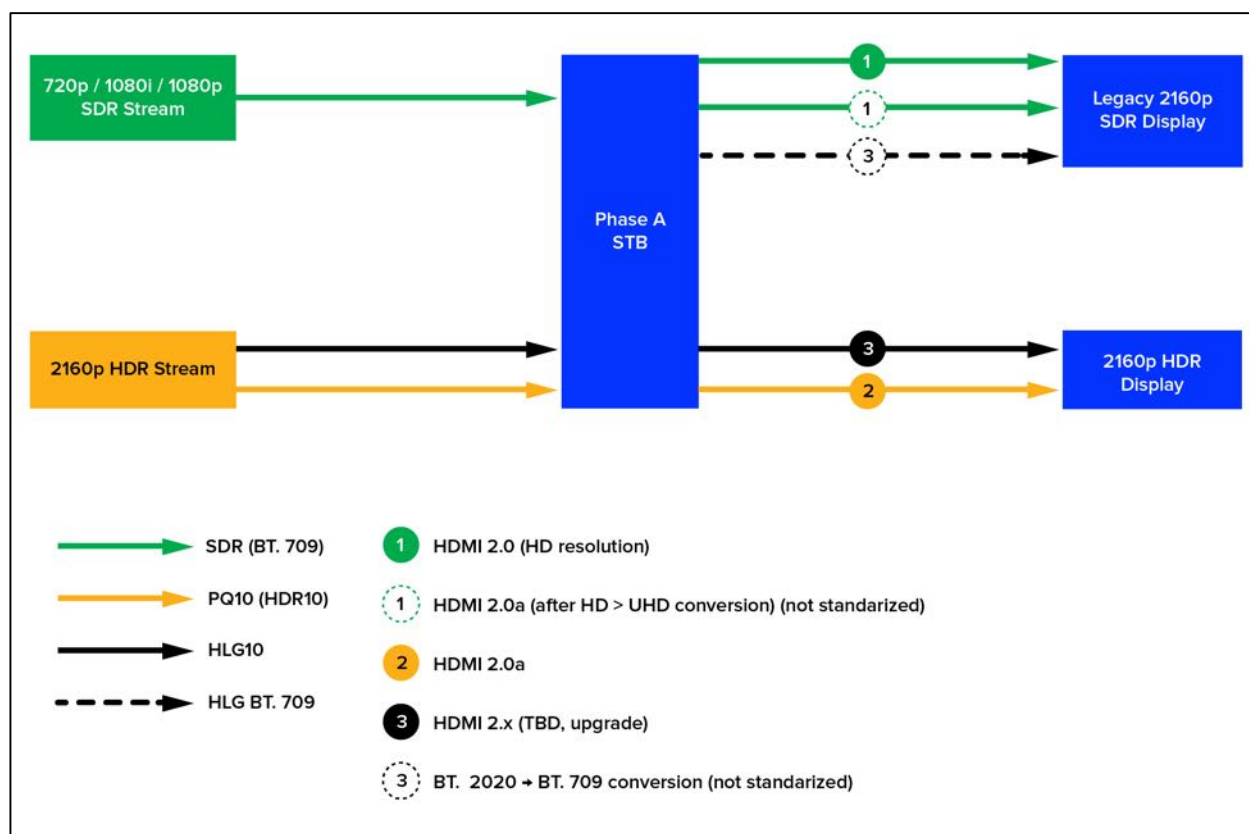 720p / 1080i / 1080p
SDR Stream
1
1
3
Legacy 2160p
SDR Display
Phase A
STB
2160p HDR Stream
3
2
2160p HDR
Display
SDR (BT. 709)
PQ10 (HDR10)
HLG10
HLG BT. 709
1 HDMI 2.0 (HD resolution)
1 HDMI 2.0a (after HD > UHD conversion) (not standarized)
2 HDMI 2.0a
3 HDMI 2.x (TBD, upgrade)
3 BT. 2020 → BT. 709 conversion (not standarized)